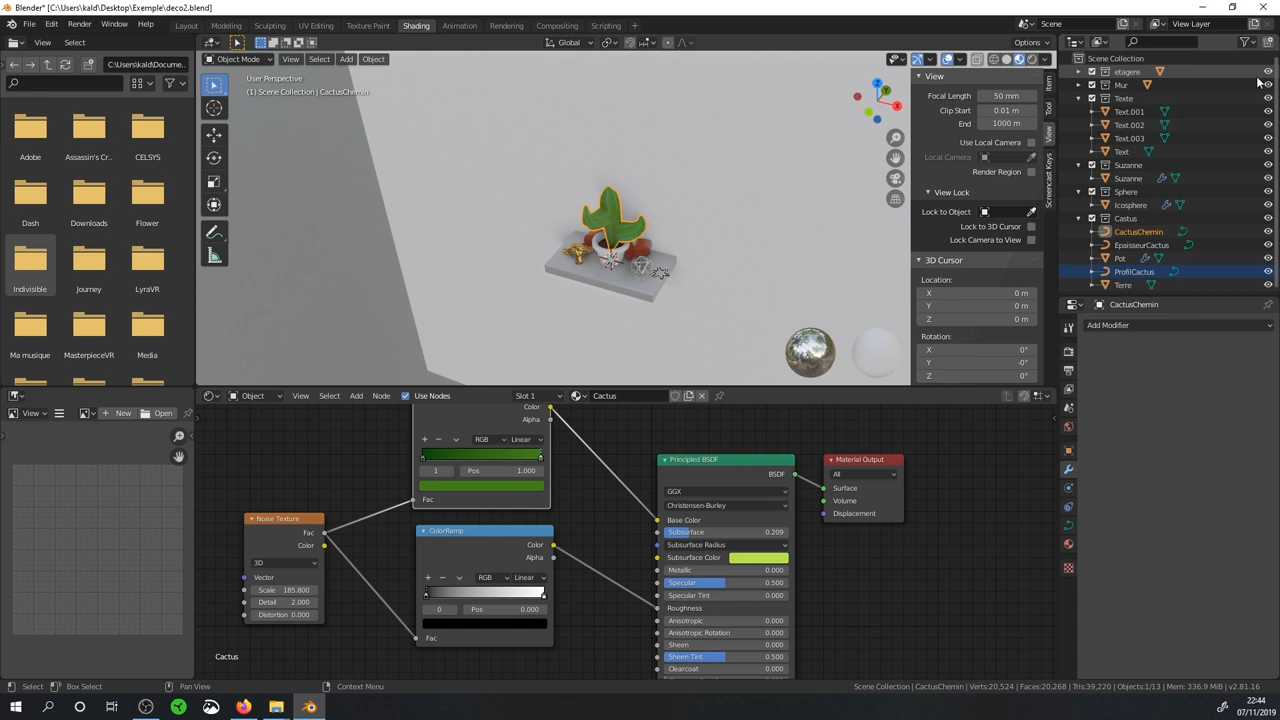 Blender* [C:\Users\kald\Desktop\Exemple\deco2.blend]
File Edit Render Window Help Layout Modeling Sculpting UV Editing Texture Paint Shading Animation Rendering Compositing Scripting Scene View Layer
View Select C:\Users\kald\Docume...
Adobe Assassin's Cr... CELSYS
Dash Downloads Flower
Indivisible Journey LyraVR
Ma musique MasterpieceVR Media
Object Mode View Select Add Object Global Options
User Perspective
(1) Scene Collection | CactusChemin
X
Y
Z
View
Focal Length 50 mm
Clip Start 0.01 m
End 1000 m
Use Local Camera
Local Camera
Render Region
View Lock
Lock to Object
Lock to 3D Cursor
Lock Camera to View
3D Cursor
Location:
X 0 m
Y 0 m
Z 0 m
Rotation:
X 0°
Y -0°
Z 0°
Item
Tool
View
Screencast Keys
Scene Collection
etagere
Mur
Texte
Text.001
Text.002
Text.003
Text
Suzanne
Suzanne
Sphere
Icosphere
Castus
CactusChemin
EpaisseurCactus
Pot
ProfilCactus
Terre
CactusChemin
Add Modifier
View New Open
Object View Select Add Node Use Nodes Slot 1 Cactus
Color
Alpha
RGB Linear
1 Pos 1.000
Fac
Noise Texture
Fac
Color
3D
Vector
Scale 185.800
Detail 2.000
Distortion 0.000
ColorRamp
Color
Alpha
RGB Linear
0 Pos 0.000
Fac
Principled BSDF
BSDF
GGX
Christensen-Burley
Base Color
Subsurface 0.209
Subsurface Radius
Subsurface Color
Metallic 0.000
Specular 0.500
Specular Tint 0.000
Roughness
Anisotropic 0.000
Anisotropic Rotation 0.000
Sheen 0.000
Sheen Tint 0.500
Clearcoat 0.000
Material Output
All
Surface
Volume
Displacement
Cactus
Select Box Select Pan View Context Menu Scene Collection | CactusChemin | Verts:20,524 | Faces:20,268 | Tris:39,220 | Objects:1/13 | Mem: 336.9 MiB | v2.81.16
22:44
07/11/2019